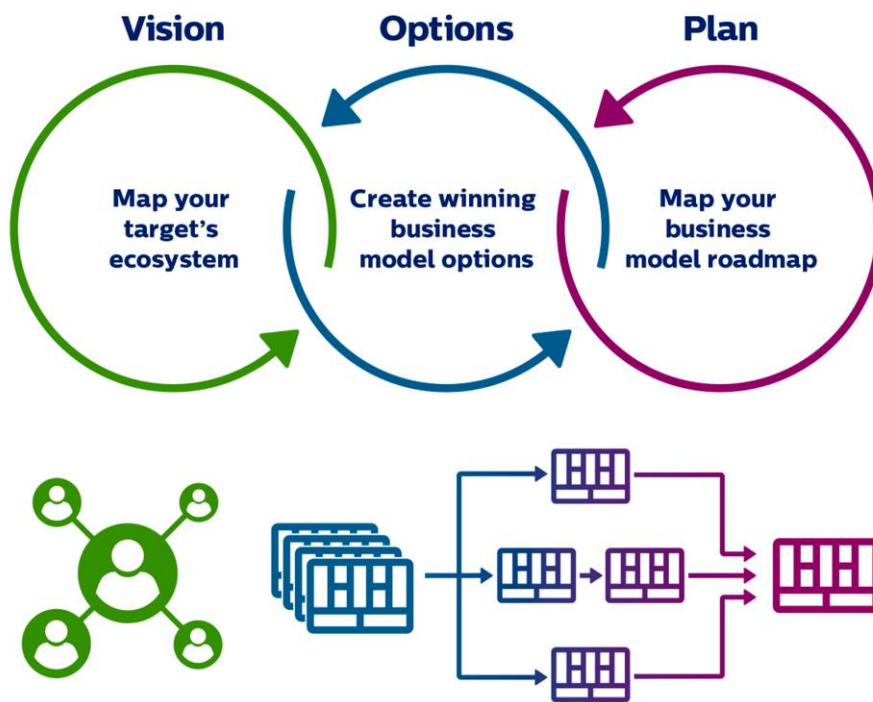 Vision
Options
Plan
Map your
target's
ecosystem
Create winning
business
model options
Map your
business
model roadmap